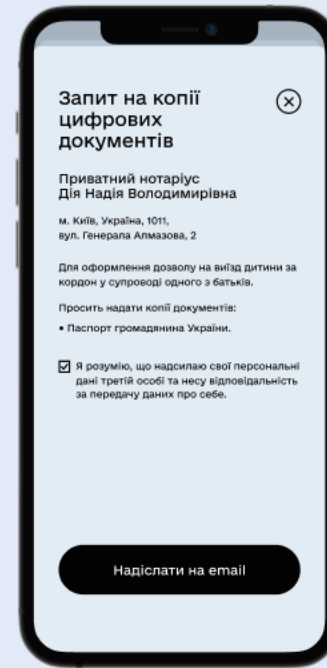 Запит на копії
цифрових
документів
Приватний нотаріус
Дія Надія Володимирівна
м. Київ, Україна, 1011,
вул. Генерала Алмазова, 2
Для оформлення дозволу на виїзд дитини за
кордон у супроводі одного з батьків.
Просить надати копії документів:
• Паспорт громадянина України.
Я розумію, що надсилаю свої персональні
дані третій особі та несу відповідальність
за передачу даних про себе.
Надіслати на email